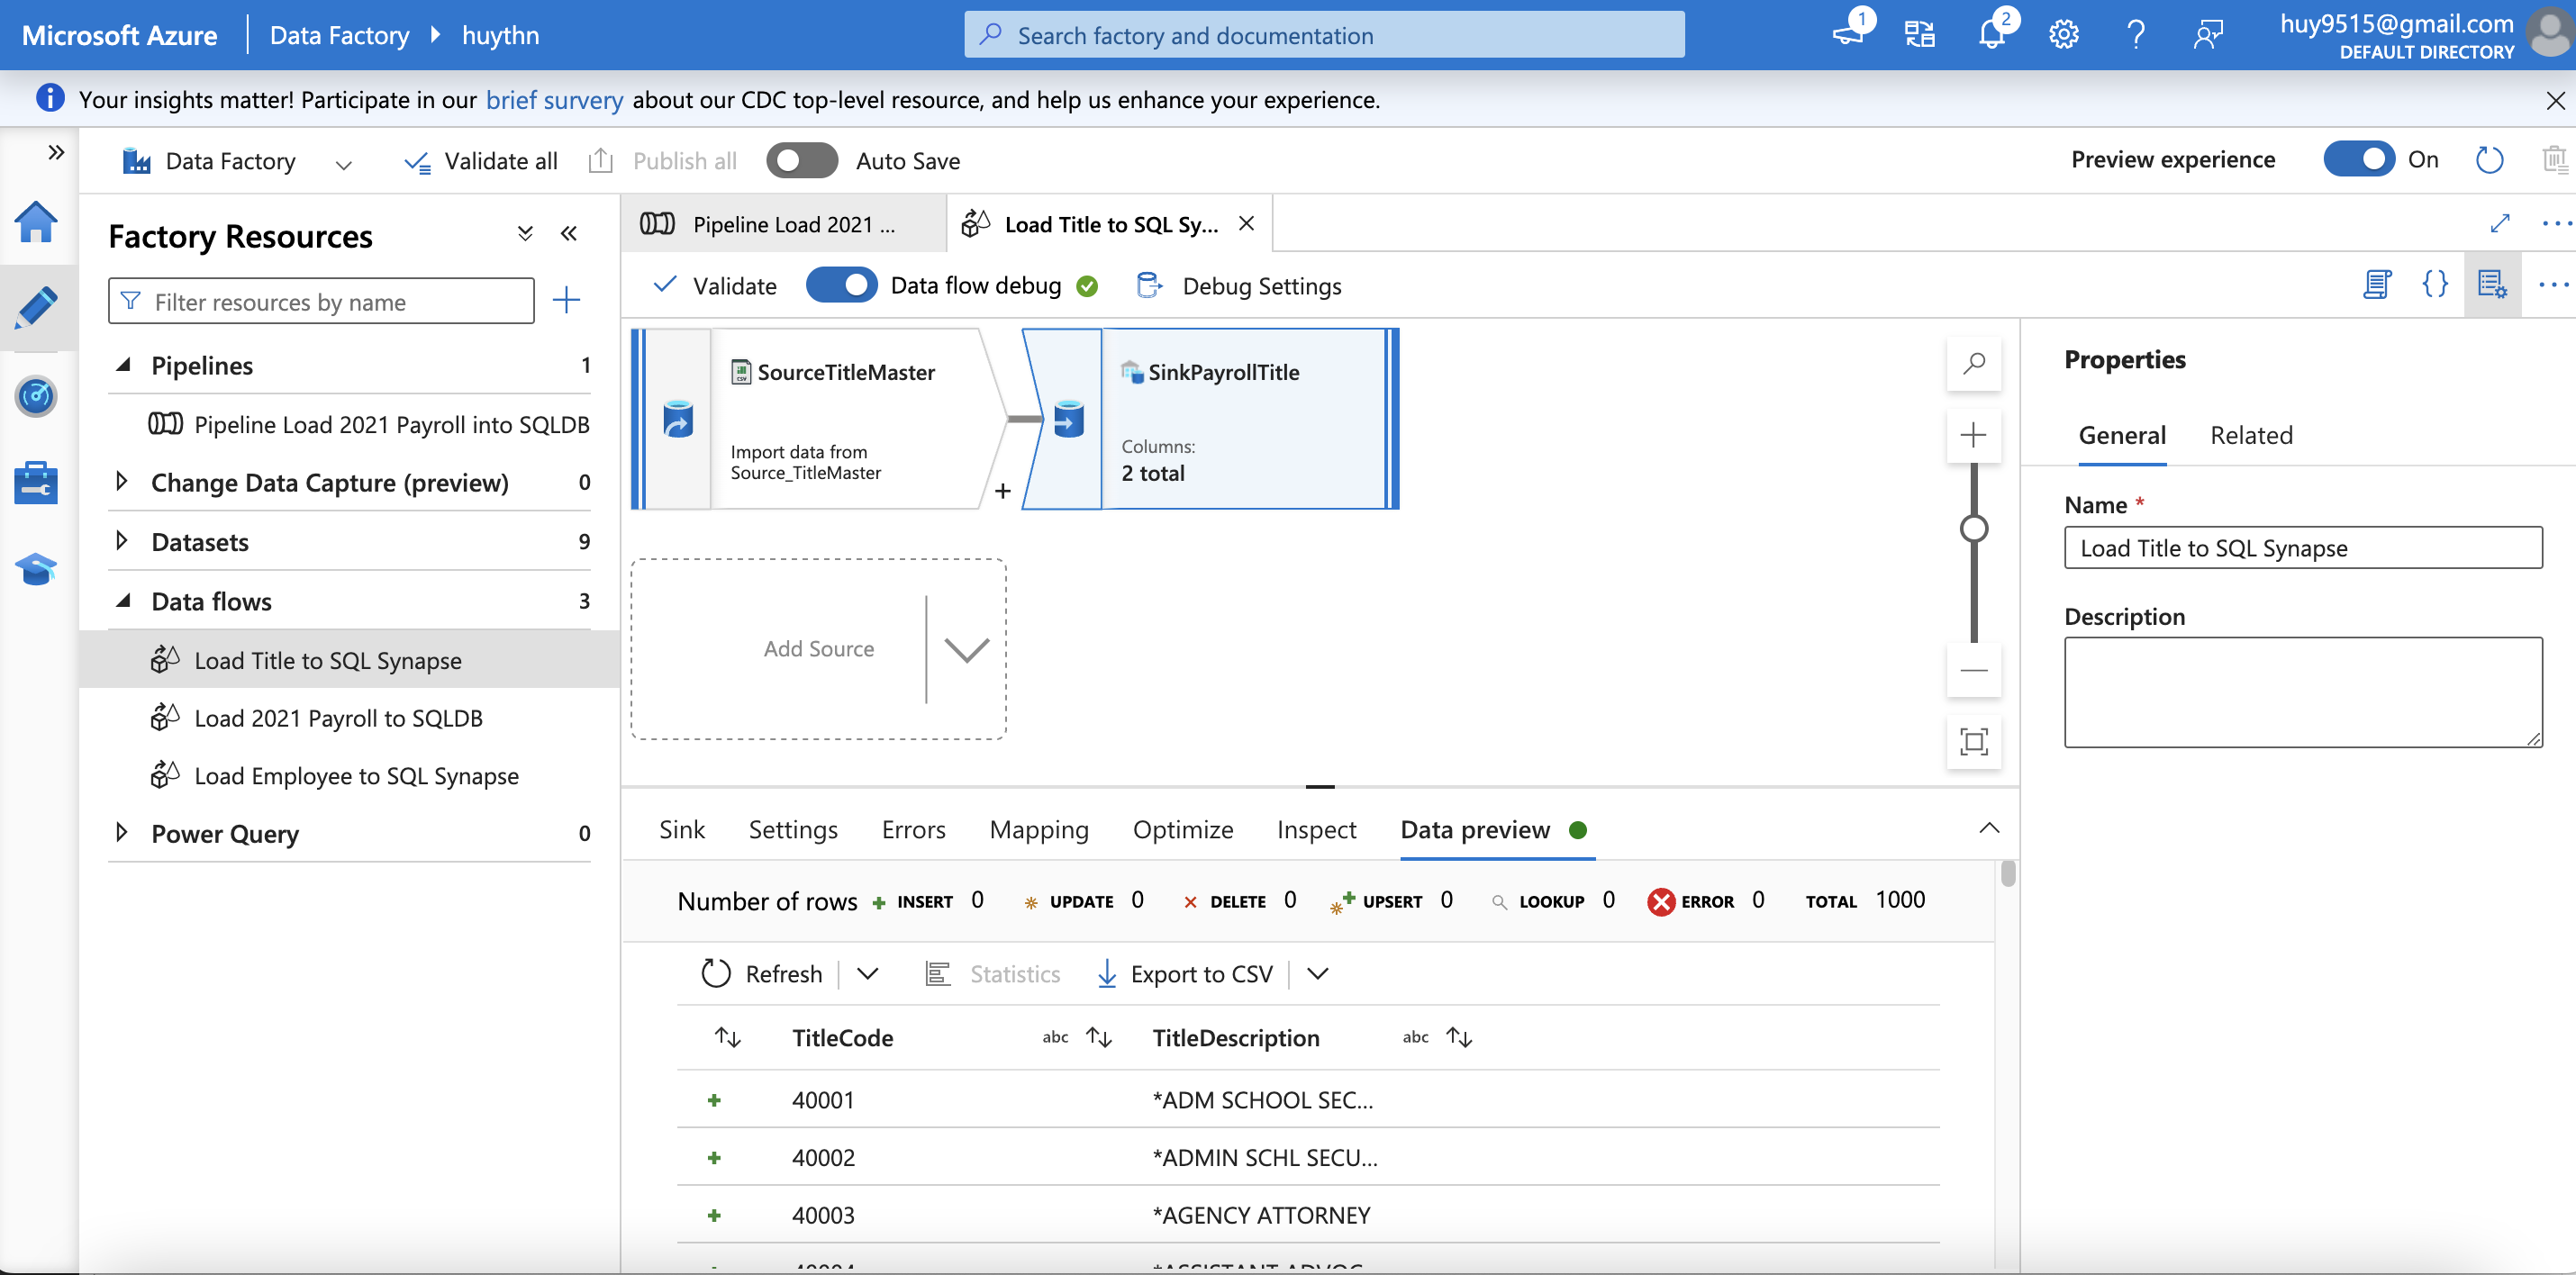 Microsoft Azure
Data Factory
huythn
Search factory and documentation
1
2
?
huy9515@gmail.com
DEFAULT DIRECTORY
Your insights matter! Participate in our brief survery about our CDC top-level resource, and help us enhance your experience.
Data Factory
Validate all
Publish all
Auto Save
Preview experience
On
Factory Resources
Filter resources by name
Pipelines 1
Pipeline Load 2021 Payroll into SQLDB
Change Data Capture (preview) 0
Datasets 9
Data flows 3
Load Title to SQL Synapse
Load 2021 Payroll to SQLDB
Load Employee to SQL Synapse
Power Query 0
Pipeline Load 2021 ...
Load Title to SQL Sy...
Validate
Data flow debug
Debug Settings
{}
SourceTitleMaster
Import data from
Source_TitleMaster
+
SinkPayrollTitle
Columns:
2 total
Add Source
Properties
General
Related
Name *
Load Title to SQL Synapse
Description
Sink
Settings
Errors
Mapping
Optimize
Inspect
Data preview
Number of rows INSERT 0 UPDATE 0 DELETE 0 UPSERT 0 LOOKUP 0 ERROR 0 TOTAL 1000
Refresh
Statistics
Export to CSV
TitleCode abc TitleDescription abc
40001 *ADM SCHOOL SEC...
40002 *ADMIN SCHL SECU...
40003 *AGENCY ATTORNEY